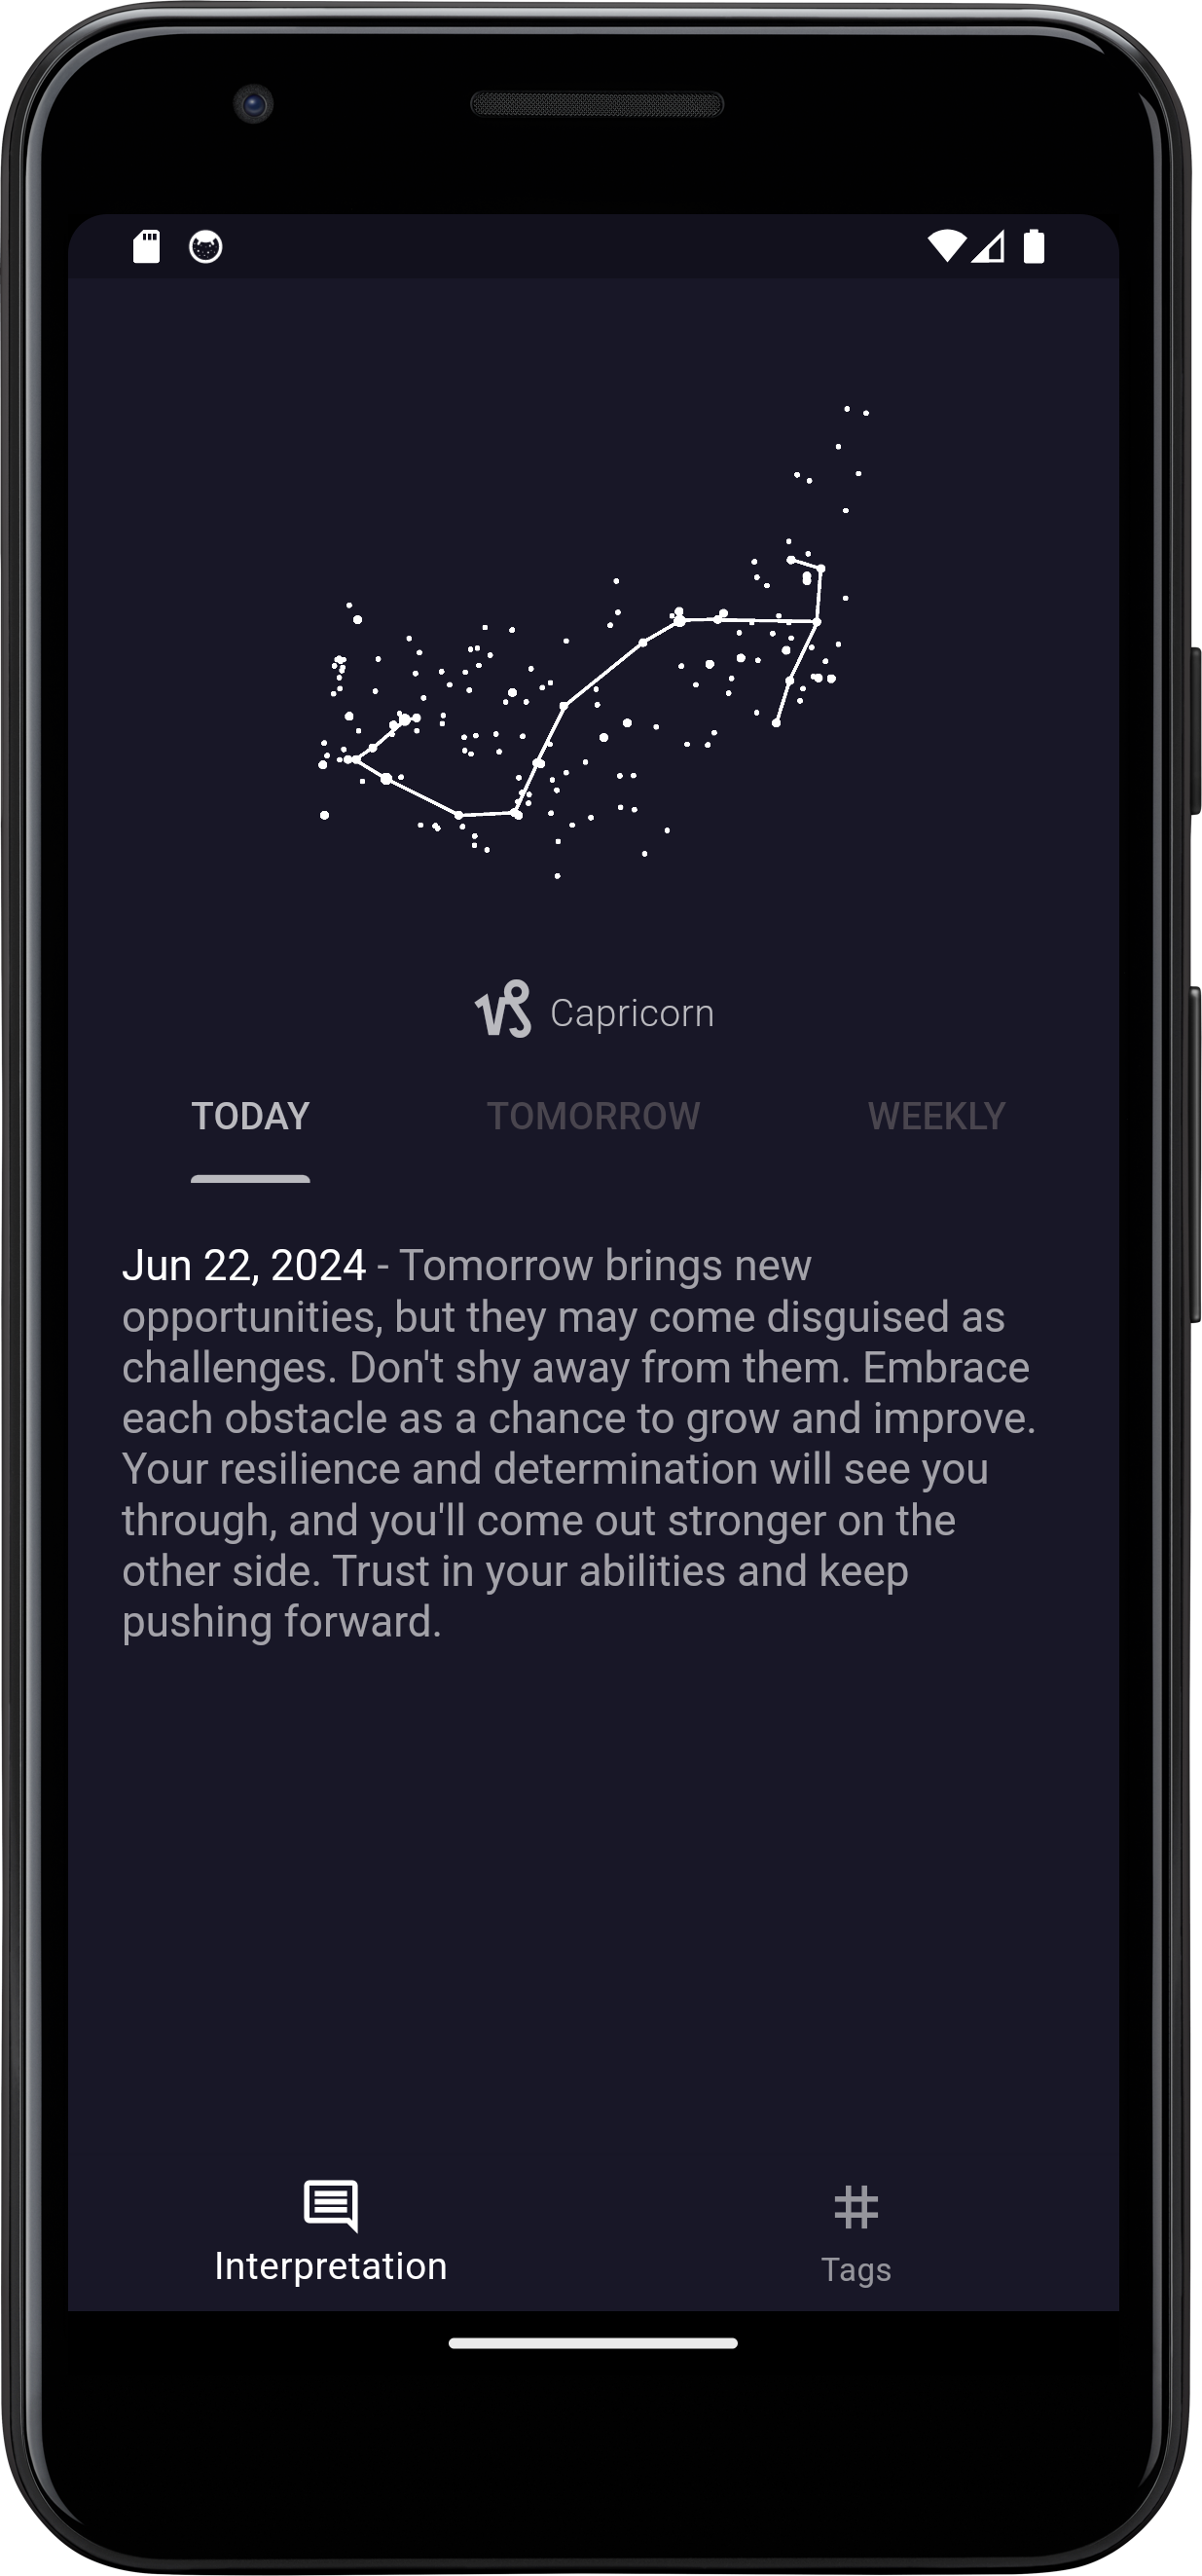 Capricorn
TODAY TOMORROW WEEKLY
Jun 22, 2024 - Tomorrow brings new
opportunities, but they may come disguised as
challenges. Don't shy away from them. Embrace
each obstacle as a chance to grow and improve.
Your resilience and determination will see you
through, and you'll come out stronger on the
other side. Trust in your abilities and keep
pushing forward.
Interpretation Tags